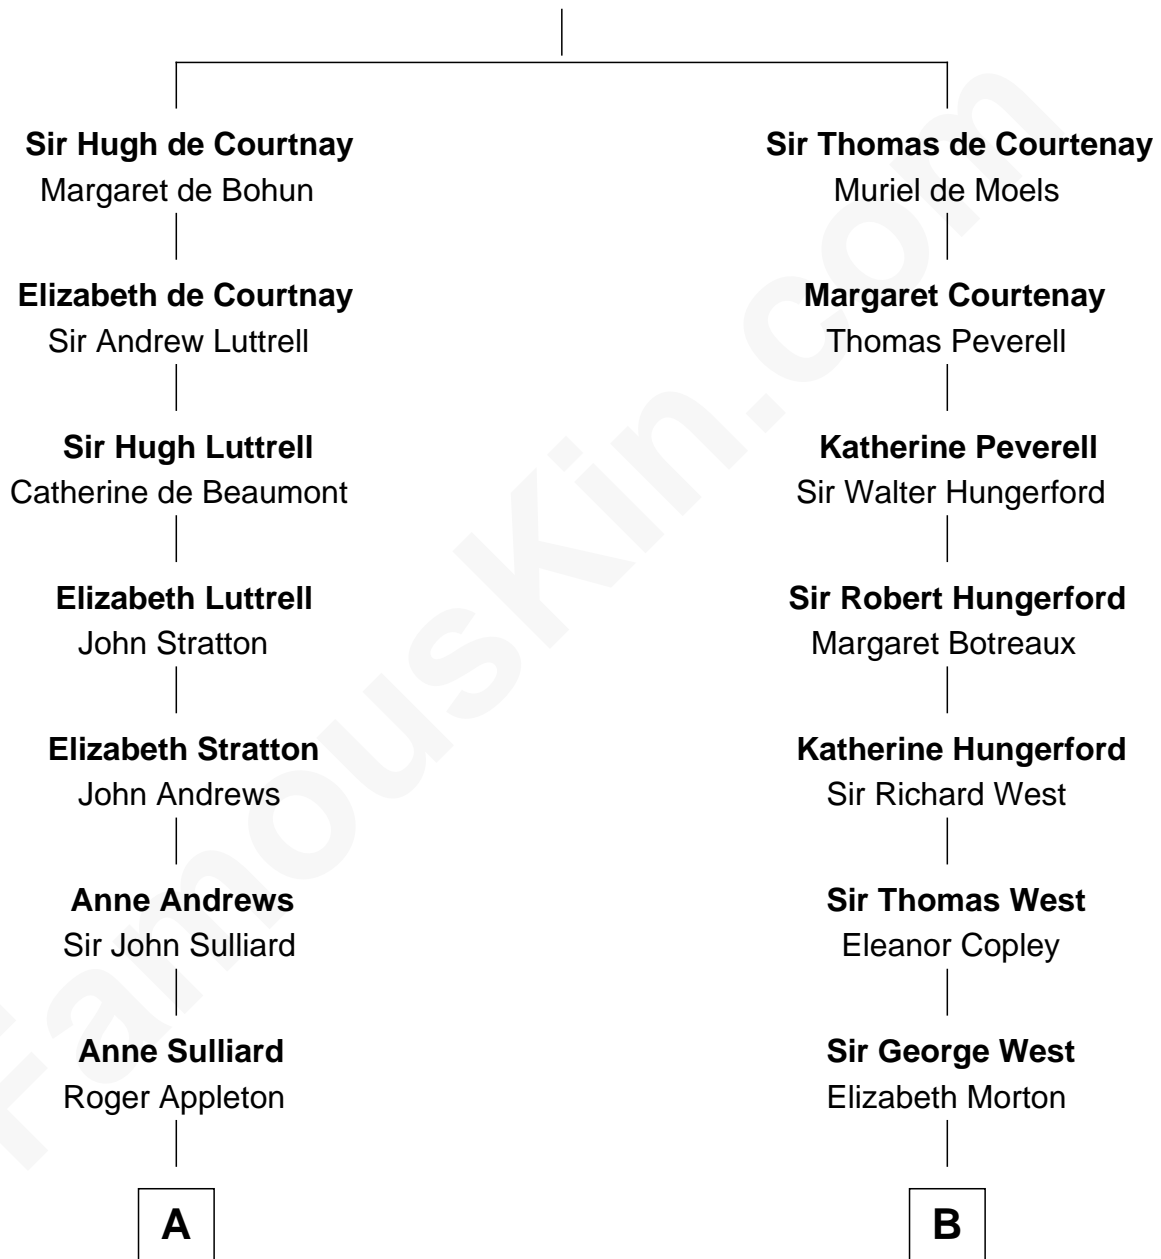 Sir Hugh de Courtnay
Margaret de Bohun
Elizabeth de Courtnay
Sir Andrew Luttrell
Sir Hugh Luttrell
Catherine de Beaumont
Elizabeth Luttrell
John Stratton
Elizabeth Stratton
John Andrews
Anne Andrews
Sir John Sulliard
Anne Sulliard
Roger Appleton
A
Sir Thomas de Courtenay
Muriel de Moels
Margaret Courtenay
Thomas Peverell
Katherine Peverell
Sir Walter Hungerford
Sir Robert Hungerford
Margaret Botreaux
Katherine Hungerford
Sir Richard West
Sir Thomas West
Eleanor Copley
Sir George West
Elizabeth Morton
B
FamousKin.com